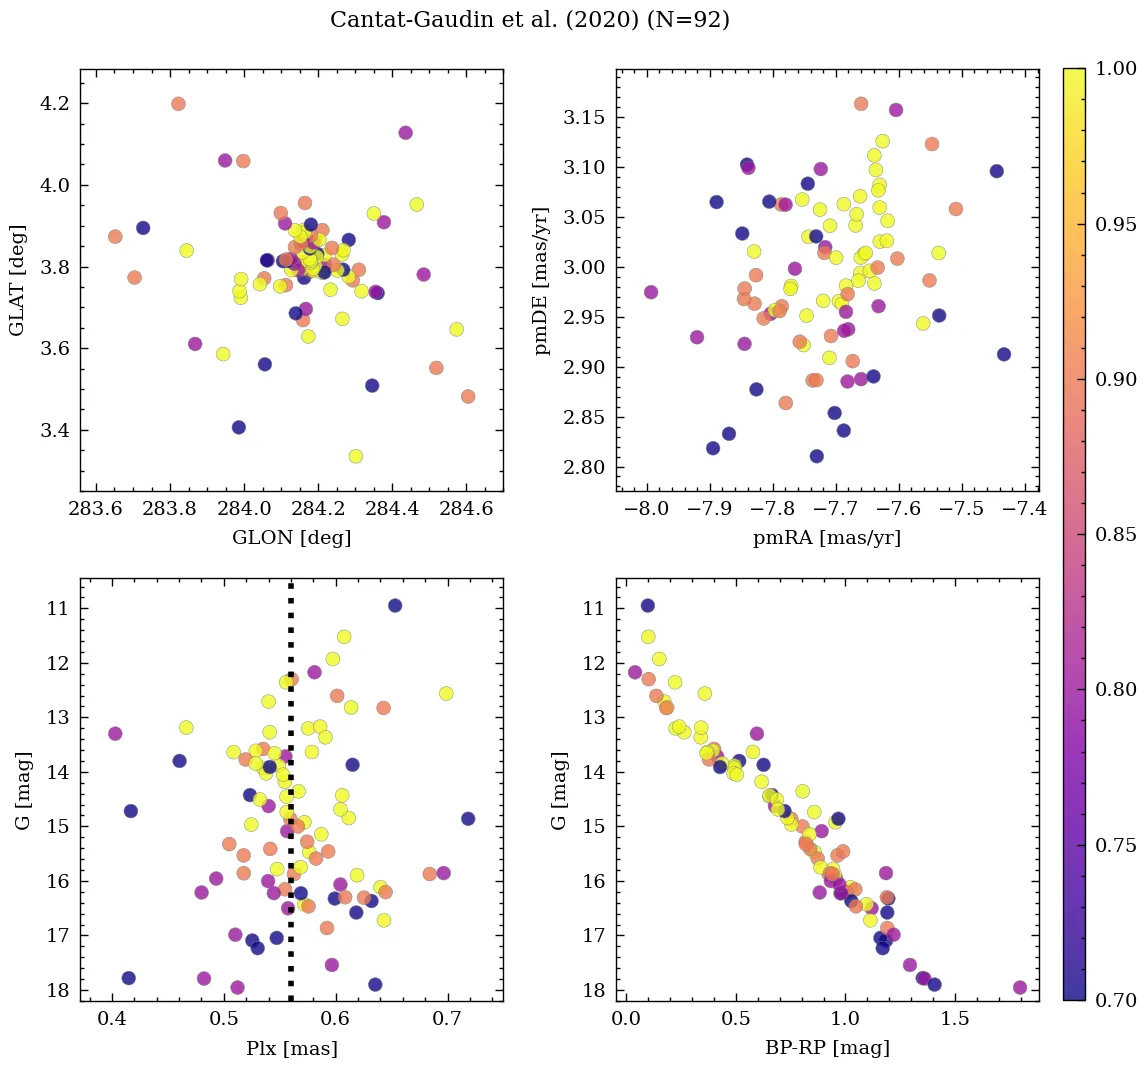 Cantat-Gaudin et al. (2020) (N=92)
4.2
4.0
3.8
3.6
3.4
GLAT [deg]
283.6 283.8 284.0 284.2 284.4 284.6
GLON [deg]
3.15
3.10
3.05
3.00
2.95
2.90
2.85
2.80
pmDE [mas/yr]
−8.0 −7.9 −7.8 −7.7 −7.6 −7.5 −7.4
pmRA [mas/yr]
1.00
0.95
0.90
0.85
0.80
0.75
0.70
11
12
13
14
15
16
17
18
G [mag]
0.4 0.5 0.6 0.7
Plx [mas]
11
12
13
14
15
16
17
18
G [mag]
0.0 0.5 1.0 1.5
BP-RP [mag]